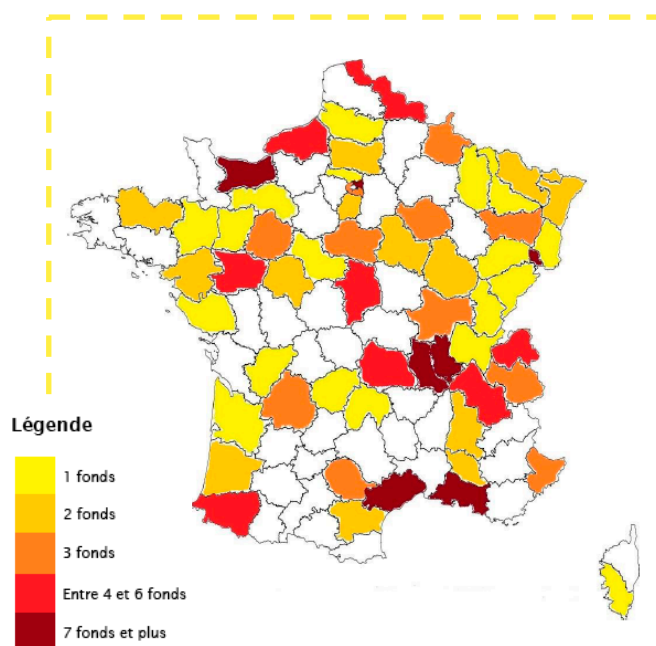 Légende
1 fonds
2 fonds
3 fonds
Entre 4 et 6 fonds
7 fonds et plus